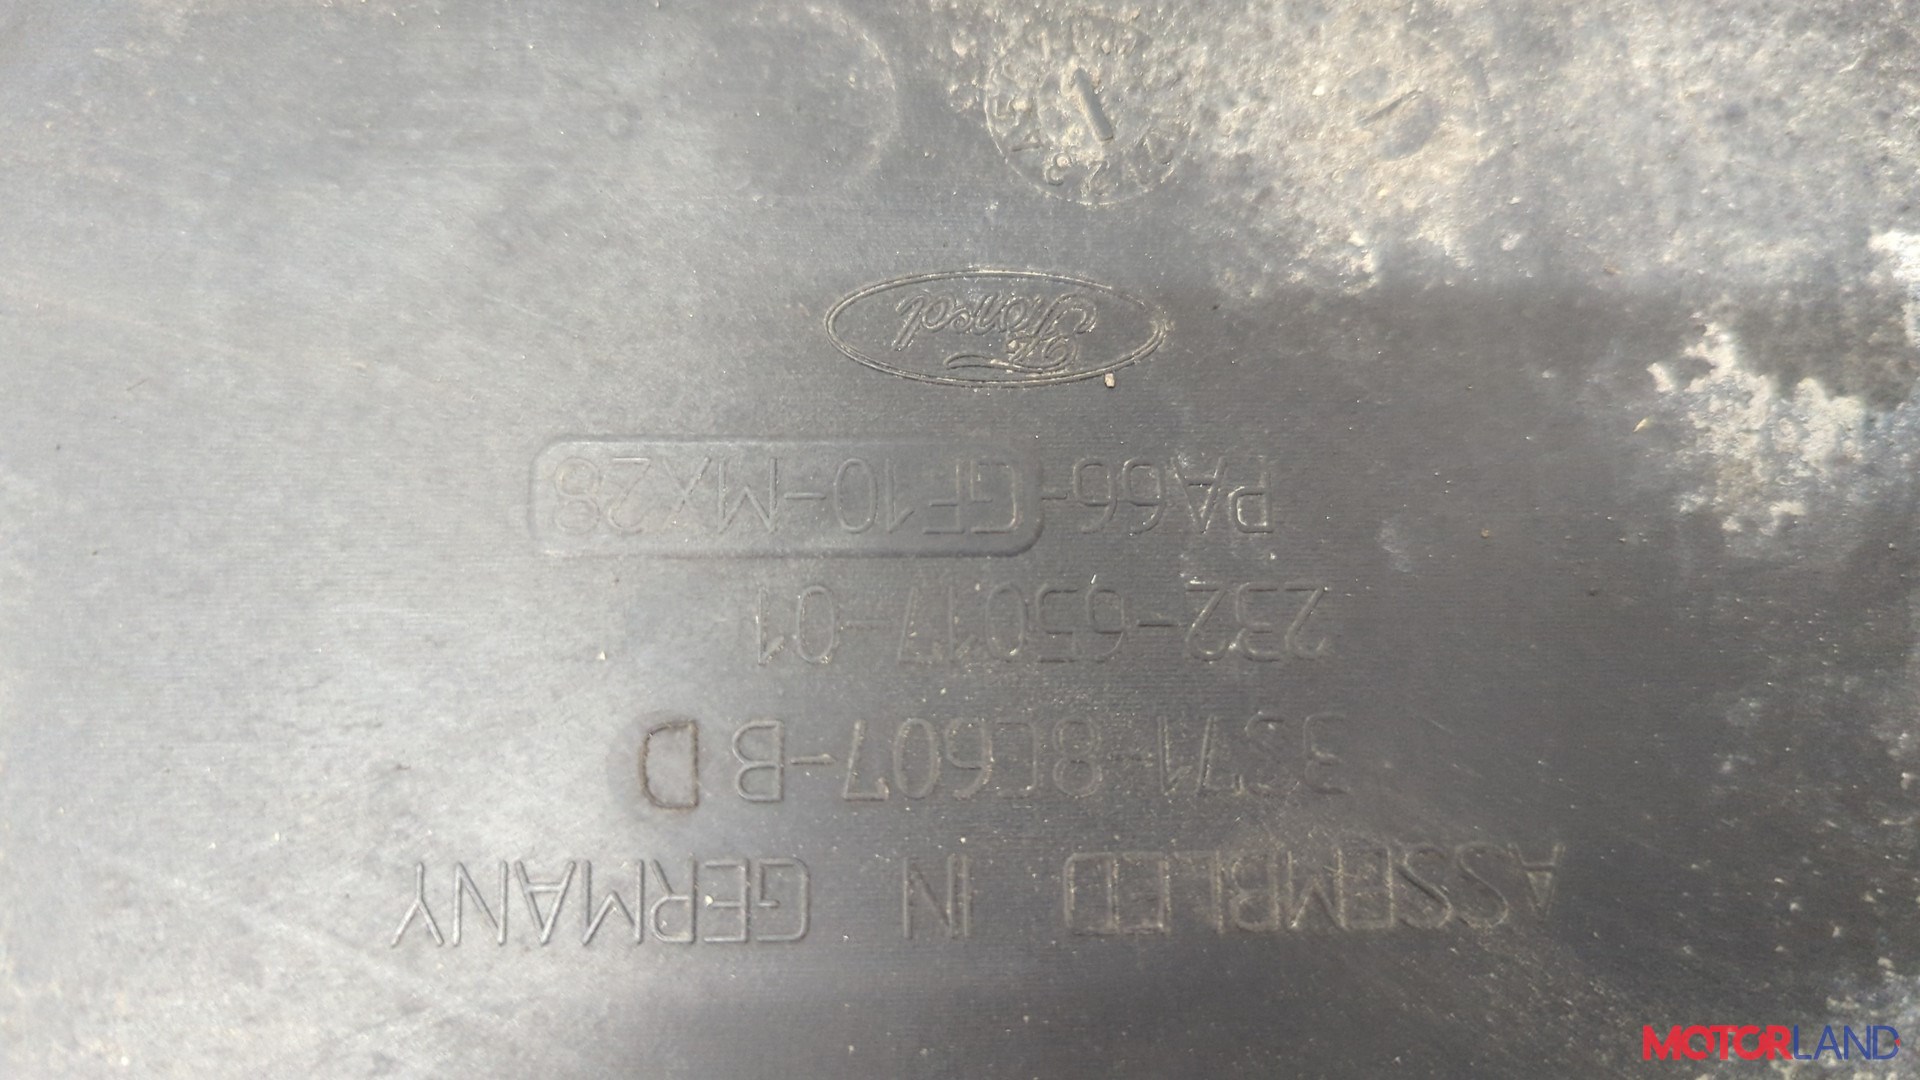 ASSEMBLED IN GERMANY
3S71-8C607-B D
232-65017-01
PA66-GF10-MX28
Ford
MOTORLAND